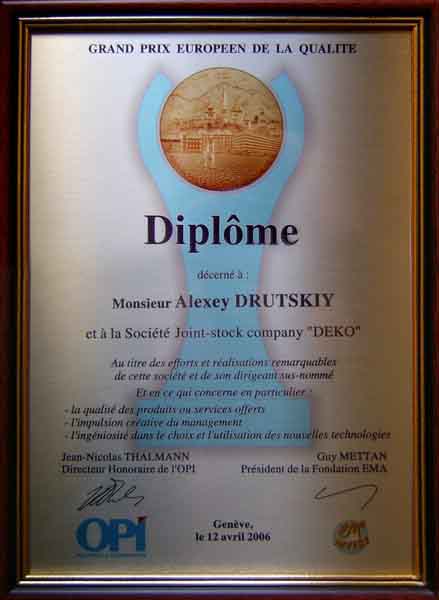 GRAND PRIX EUROPEEN DE LA QUALITE
Diplôme
décerné à :
Monsieur Alexey DRUTSKIY
et à la Société Joint-stock company "DEKO"
Au titre des efforts et réalisations remarquables
de cette société et de son dirigeant sus-nommé
Et en ce qui concerne en particulier :
- la qualité des produits ou services offerts
- l'impulsion créative du management
- l'ingéniosité dans le choix et l'utilisation des nouvelles technologies
Jean-Nicolas THALMANN
Directeur Honoraire de l'OPI
Guy METTAN
Président de la Fondation EMA
OPI
Genève,
le 12 avril 2006